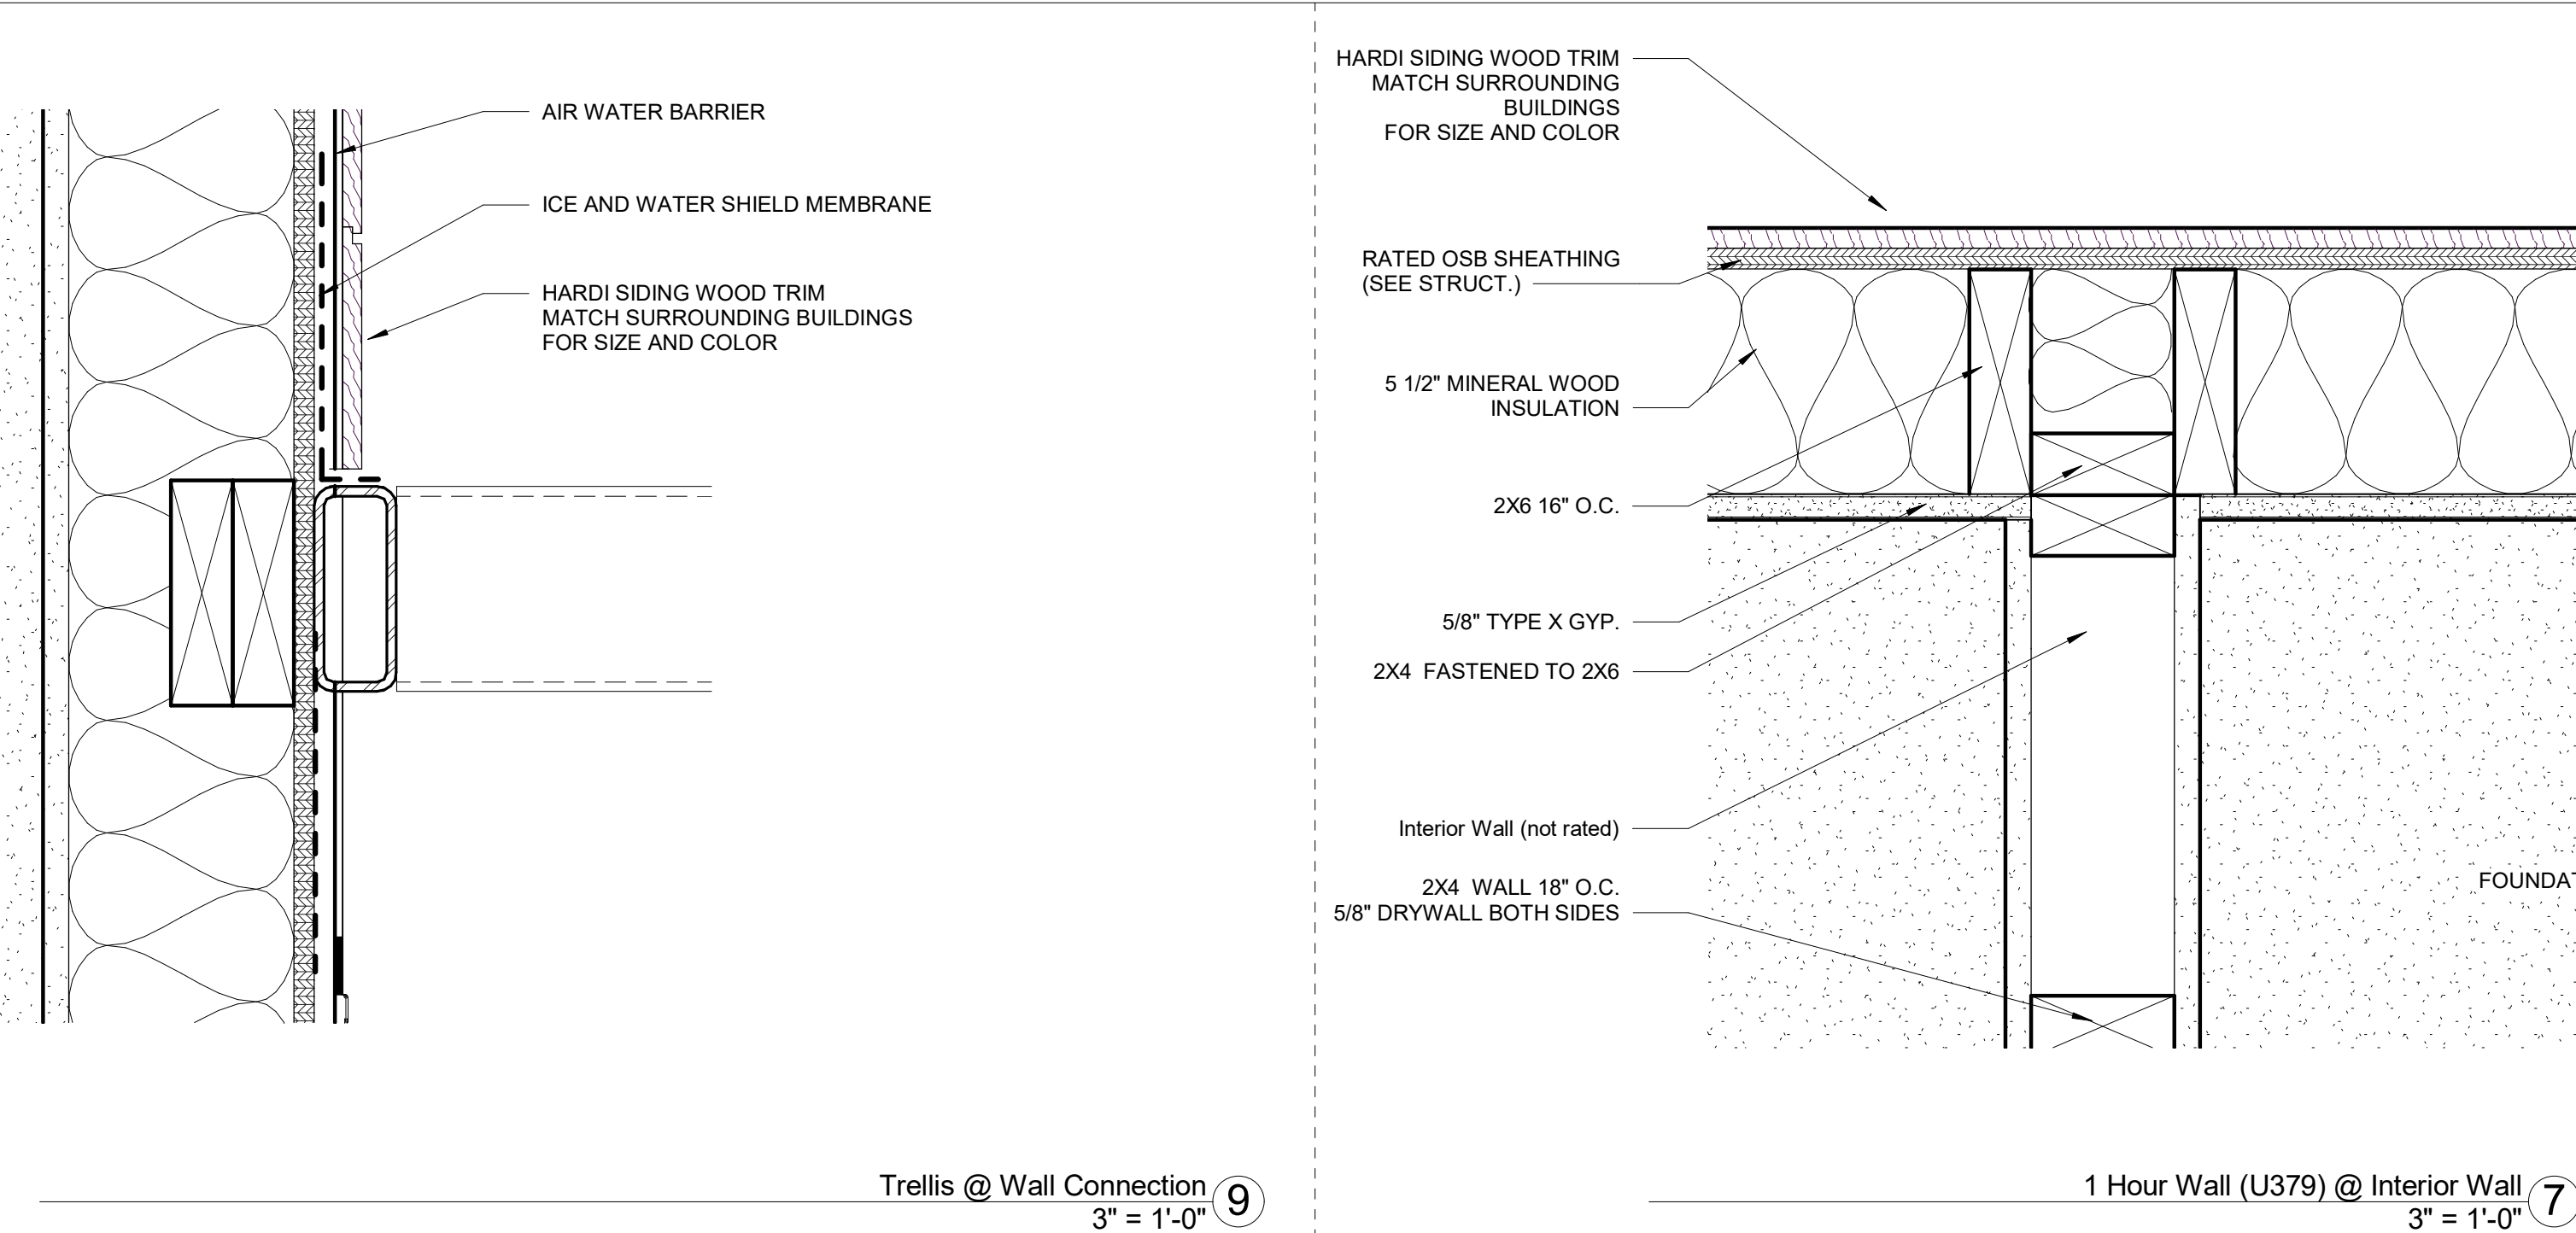 AIR WATER BARRIER
ICE AND WATER SHIELD MEMBRANE
HARDI SIDING WOOD TRIM
MATCH SURROUNDING BUILDINGS
FOR SIZE AND COLOR
Trellis @ Wall Connection
3" = 1'-0"
9
HARDI SIDING WOOD TRIM
MATCH SURROUNDING
BUILDINGS
FOR SIZE AND COLOR
RATED OSB SHEATHING
(SEE STRUCT.)
5 1/2" MINERAL WOOD
INSULATION
2X6 16" O.C.
5/8" TYPE X GYP.
2X4 FASTENED TO 2X6
Interior Wall (not rated)
2X4 WALL 18" O.C.
5/8" DRYWALL BOTH SIDES
1 Hour Wall (U379) @ Interior Wall
3" = 1'-0"
7